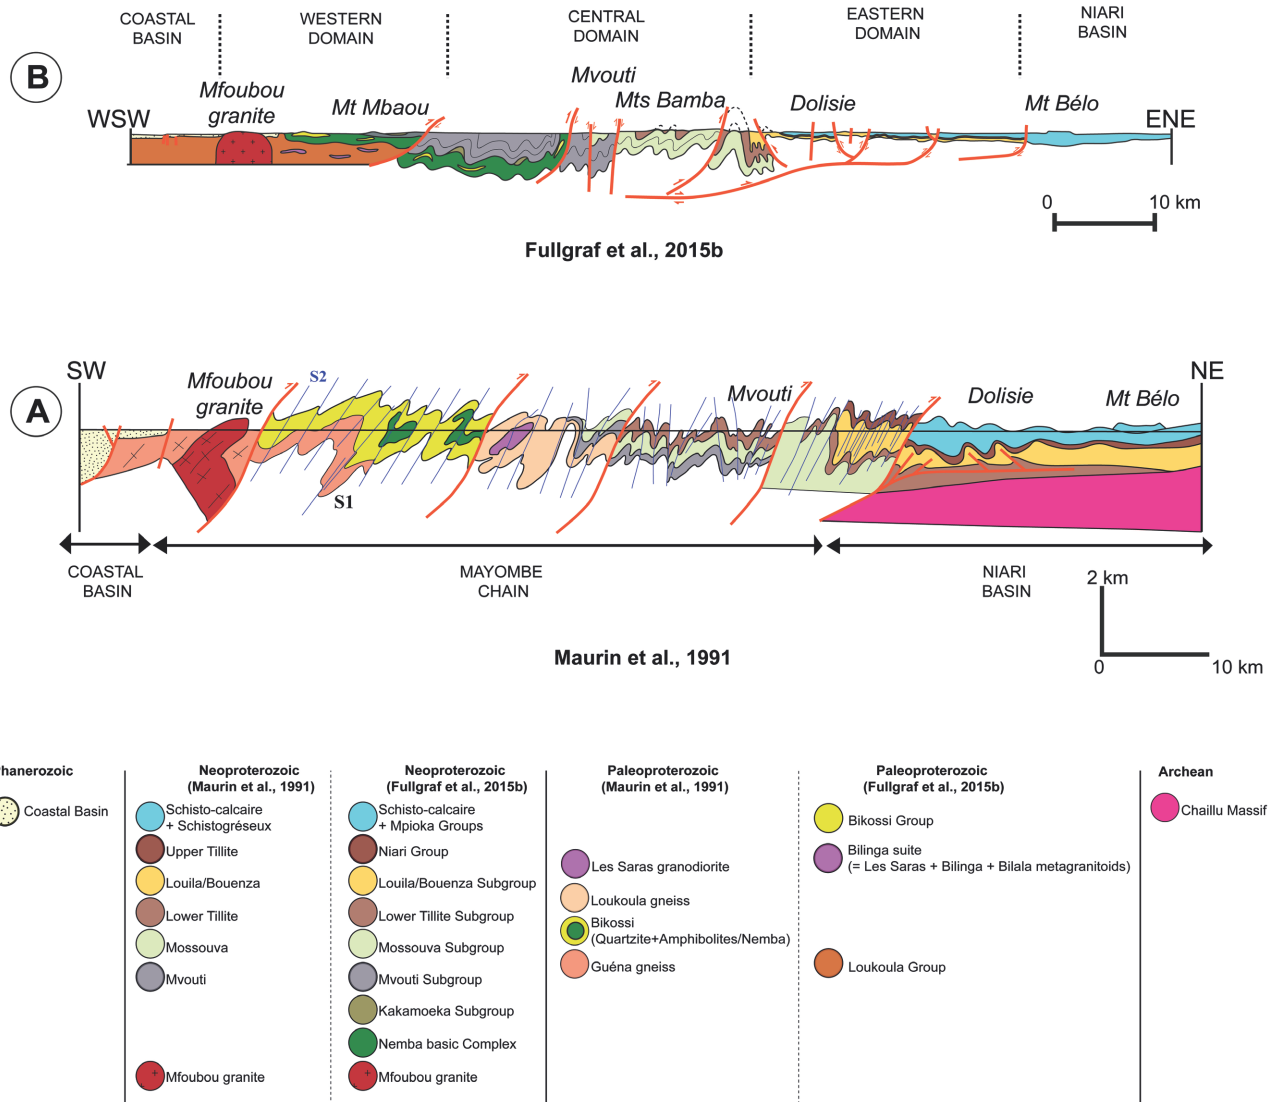 COASTAL
BASIN
WESTERN
DOMAIN
CENTRAL
DOMAIN
EASTERN
DOMAIN
NIARI
BASIN
B
Mfoubou
granite
Mt Mbaou
Mvouti
Mts Bamba
Dolisie
Mt Bélo
WSW
ENE
0
10 km
Fullgraf et al., 2015b
A
SW
NE
Mfoubou
granite
S2
S1
Mvouti
Dolisie
Mt Bélo
COASTAL
BASIN
MAYOMBE
CHAIN
NIARI
BASIN
2 km
0
10 km
Maurin et al., 1991
hanerozoic
Coastal Basin
Neoproterozoic
(Maurin et al., 1991)
Schisto-calcaire
+ Schistogréseux
Upper Tillite
Louila/Bouenza
Lower Tillite
Mossouva
Mvouti
Mfoubou granite
Neoproterozoic
(Fullgraf et al., 2015b)
Schisto-calcaire
+ Mpioka Groups
Niari Group
Louila/Bouenza Subgroup
Lower Tillite Subgroup
Mossouva Subgroup
Mvouti Subgroup
Kakamoeka Subgroup
Nemba basic Complex
Mfoubou granite
Paleoproterozoic
(Maurin et al., 1991)
Les Saras granodiorite
Loukoula gneiss
Bikossi
(Quartzite+Amphibolites/Nemba)
Guéna gneiss
Paleoproterozoic
(Fullgraf et al., 2015b)
Bikossi Group
Bilinga suite
(= Les Saras + Bilinga + Bilala metagranitoids)
Loukoula Group
Archean
Chaillu Massif